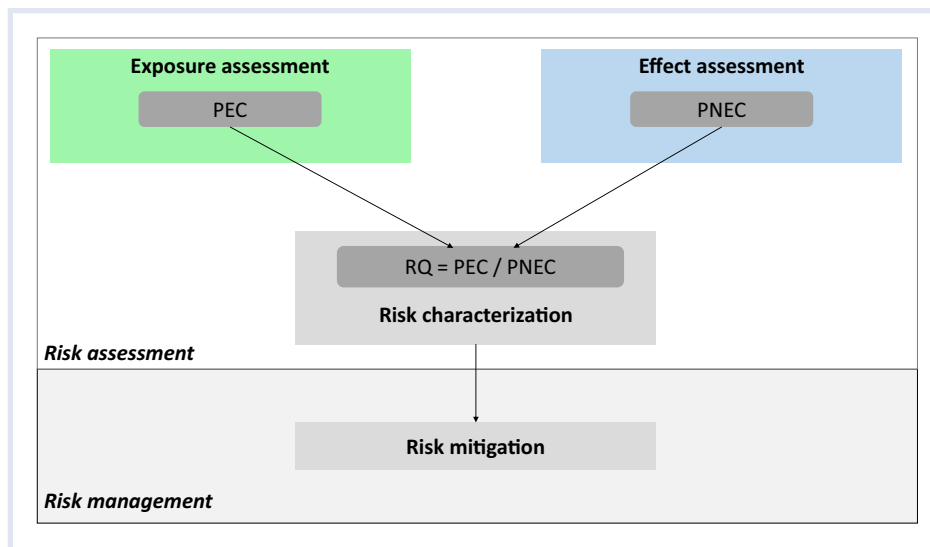 Exposure assessment
PEC
Effect assessment
PNEC
RQ = PEC / PNEC
Risk characterization
Risk assessment
Risk mitigation
Risk management